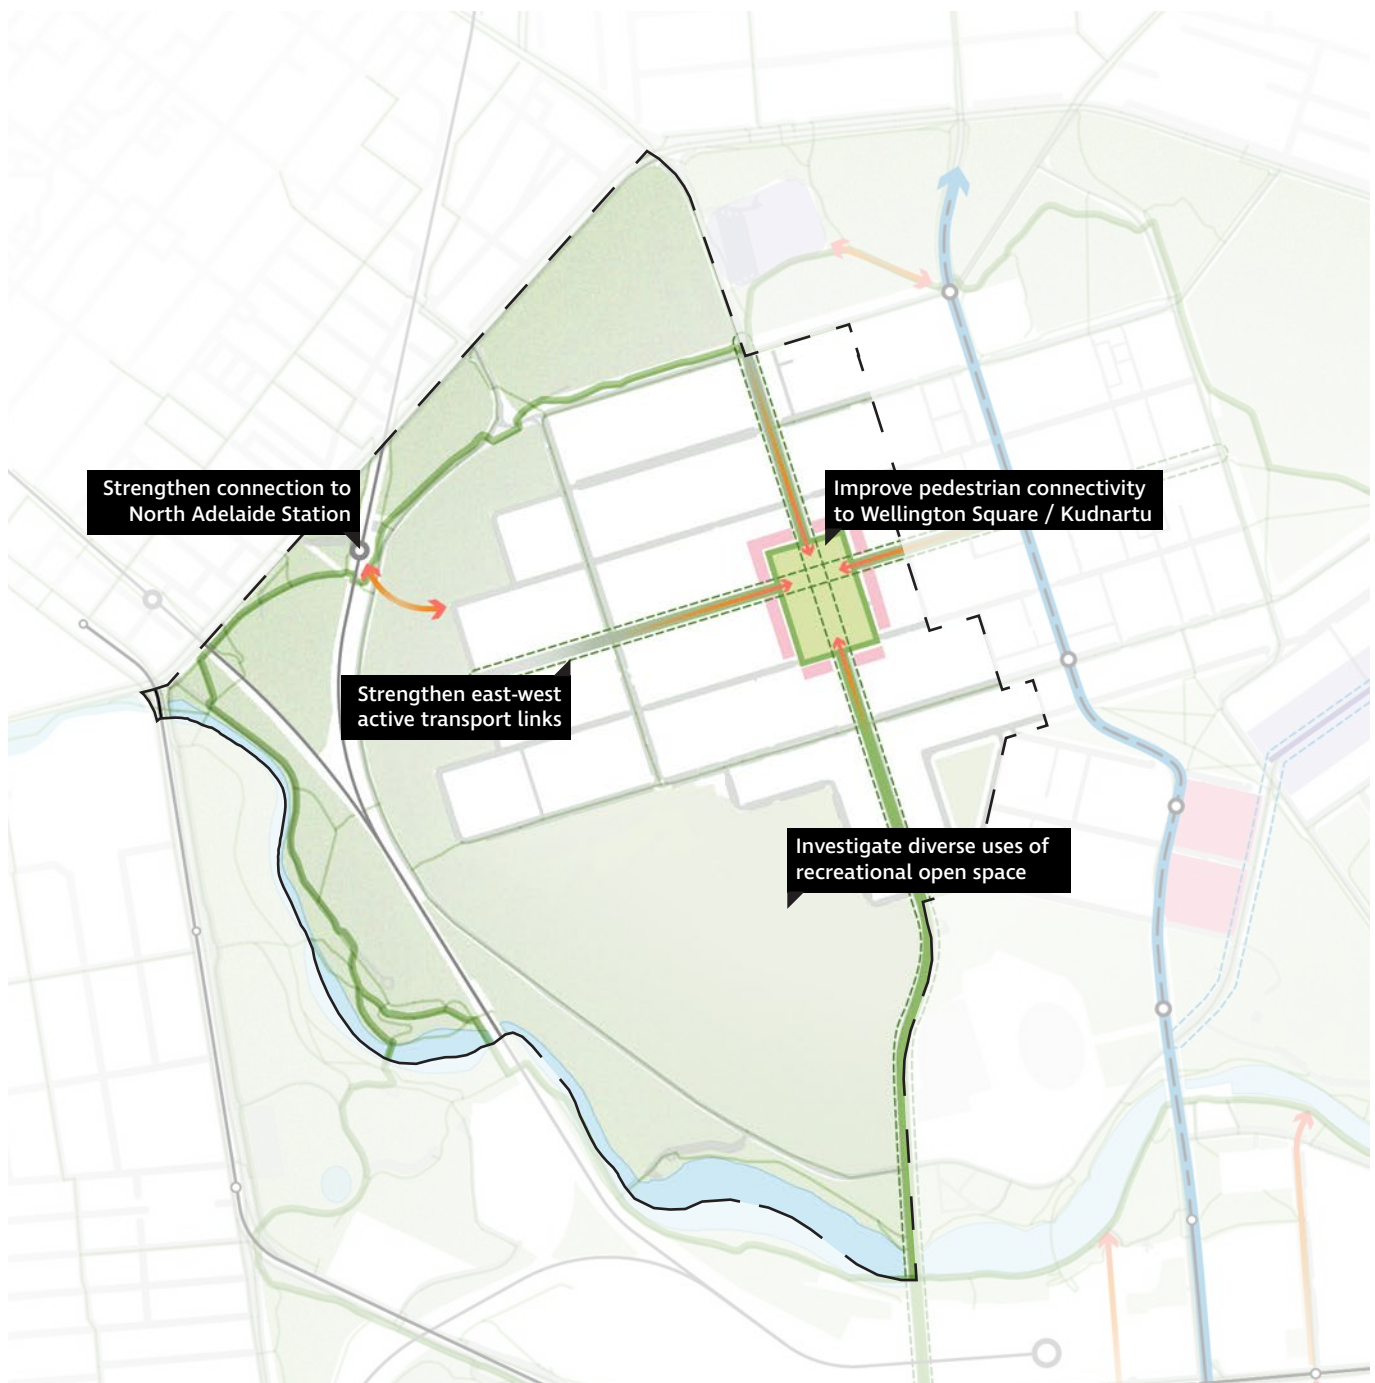 Strengthen connection to
North Adelaide Station
Improve pedestrian connectivity
to Wellington Square / Kudnartu
Strengthen east-west
active transport links
Investigate diverse uses of
recreational open space